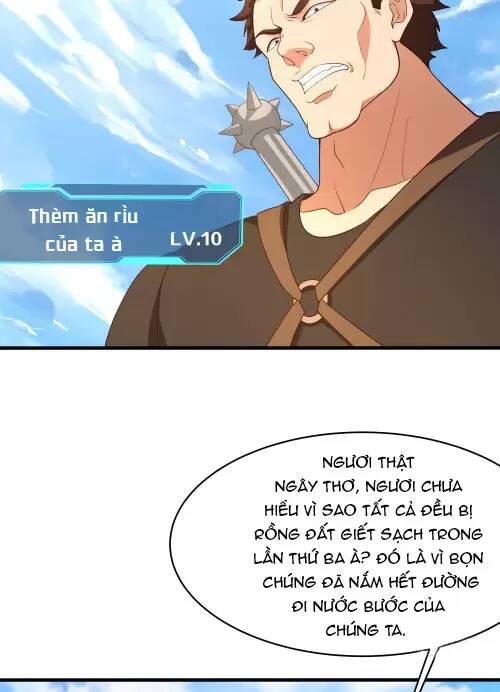 Thèm ăn rìu
của ta à
LV.10
NGƯƠI THẬT
NGÂY THƠ, NGƯƠI CHƯA
HIỂU VÌ SAO TẤT CẢ ĐỀU BỊ
RỒNG ĐẤT GIẾT SẠCH TRONG
LẦN THỨ BA À? ĐÓ LÀ VÌ BỌN
CHÚNG ĐÃ NẮM HẾT ĐƯỜNG
ĐI NƯỚC BƯỚC CỦA
CHÚNG TA.